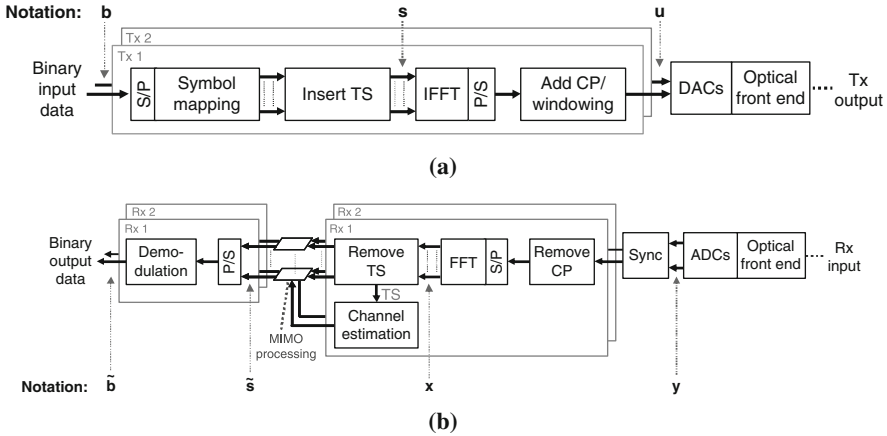 Notation: b s u
Tx 2
Tx 1
Binary
input
data
S/P
Symbol
mapping
Insert TS
IFFT
P/S
Add CP/
windowing
DACs
Optical
front end
Tx
output
(a)
Rx 2
Rx 1
Binary
output
data
Demo-
dulation
P/S
MIMO
processing
Rx 2
Rx 1
Remove
TS
TS
Channel
estimation
FFT
S/P
Remove
CP
Sync
ADCs
Optical
front end
Rx
input
Notation: b̃ s̃ x y
(b)